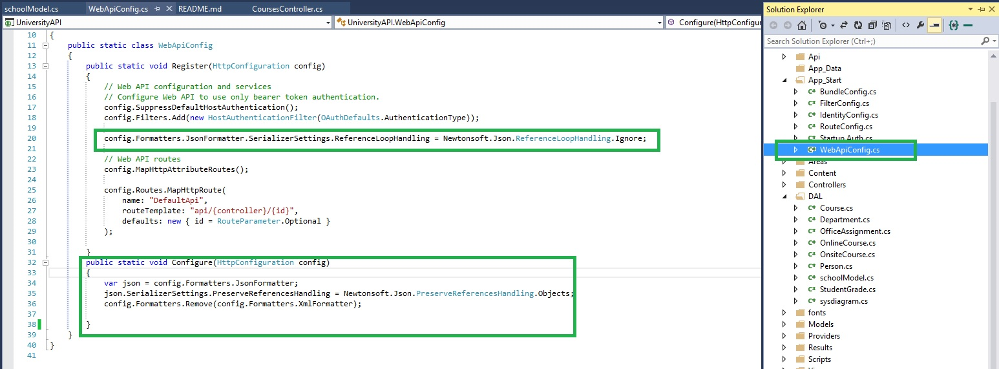 schoolModel.cs WebApiConfig.cs README.md CoursesController.cs
UniversityAPI UniversityAPI.WebApiConfig Configure(HttpConfigur
10 {
11 public static class WebApiConfig
12 {
13 public static void Register(HttpConfiguration config)
14 {
15 // Web API configuration and services
16 // Configure Web API to use only bearer token authentication.
17 config.SuppressDefaultHostAuthentication();
18 config.Filters.Add(new HostAuthenticationFilter(OAuthDefaults.AuthenticationType));
19
20 config.Formatters.JsonFormatter.SerializerSettings.ReferenceLoopHandling = Newtonsoft.Json.ReferenceLoopHandling.Ignore;
21
22 // Web API routes
23 config.MapHttpAttributeRoutes();
24
25 config.Routes.MapHttpRoute(
26 name: "DefaultApi",
27 routeTemplate: "api/{controller}/{id}",
28 defaults: new { id = RouteParameter.Optional }
29 );
30
31 }
32 public static void Configure(HttpConfiguration config)
33 {
34 var json = config.Formatters.JsonFormatter;
35 json.SerializerSettings.PreserveReferencesHandling = Newtonsoft.Json.PreserveReferencesHandling.Objects;
36 config.Formatters.Remove(config.Formatters.XmlFormatter);
37
38 }
39 }
40 }
41
Solution Explorer
Search Solution Explorer (Ctrl+;)
Api
App_Data
App_Start
C# BundleConfig.cs
C# FilterConfig.cs
C# IdentityConfig.cs
C# RouteConfig.cs
Startup.Auth.cs
C# WebApiConfig.cs
Areas
Content
Controllers
DAL
C# Course.cs
C# Department.cs
C# OfficeAssignment.cs
C# OnlineCourse.cs
C# OnsiteCourse.cs
C# Person.cs
C# schoolModel.cs
C# StudentGrade.cs
C# sysdiagram.cs
fonts
Models
Providers
Results
Scripts